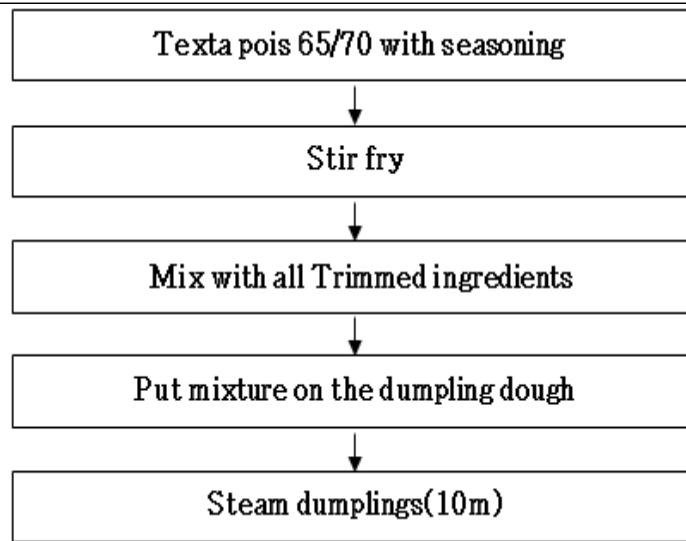 Texta pois 65/70 with seasoning
Stir fry
Mix with all Trimmed ingredients
Put mixture on the dumpling dough
Steam dumplings(10m)